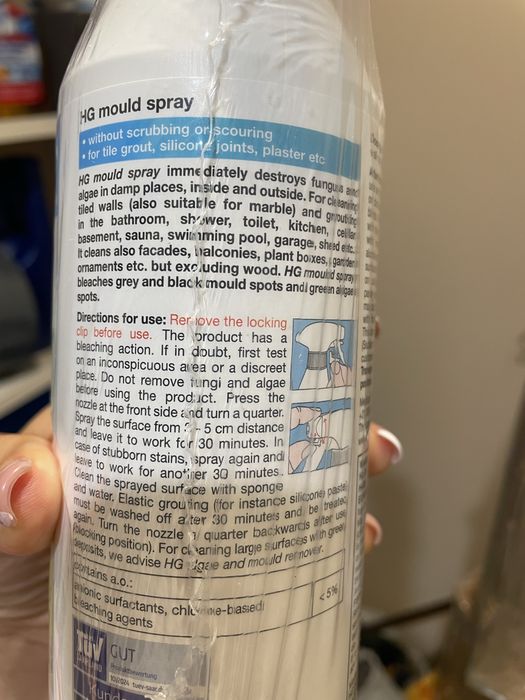 HG mould spray
• without scrubbing or scouring
• for tile grout, silicone joints, plaster etc
HG mould spray immediately destroys fungus and
algae in damp places, inside and outside. For cleaning
tiled walls (also suitable for marble) and grouting
in the bathroom, shower, toilet, kitchen, cellar
basement, sauna, swimming pool, garage, shed etc.
It cleans also facades, balconies, plant boxes, garden
ornaments etc. but excluding wood. HG mould spray
bleaches grey and black mould spots and green algae
spots.
Directions for use: Remove the locking
clip before use. The product has a
bleaching action. If in doubt, first test
on an inconspicuous area or a discreet
place. Do not remove fungi and algae
before using the product. Press the
nozzle at the front side and turn a quarter.
Spray the surface from - 5 cm distance
and leave it to work for 30 minutes. In
case of stubborn stains, spray again and
leave to work for another 30 minutes.
Clean the sprayed surface with sponge
and water. Elastic grouting (for instance silicone paste)
must be washed off after 30 minutes and be treated
again. Turn the nozzle quarter backwards after use
(blocking position). For cleaning large surfaces with green
deposits, we advise HG algae and mould remover.
contains a.o.:
anionic surfactants, chlorine-based
bleaching agents
< 5%
TÜV
GUT
Produktbewertung